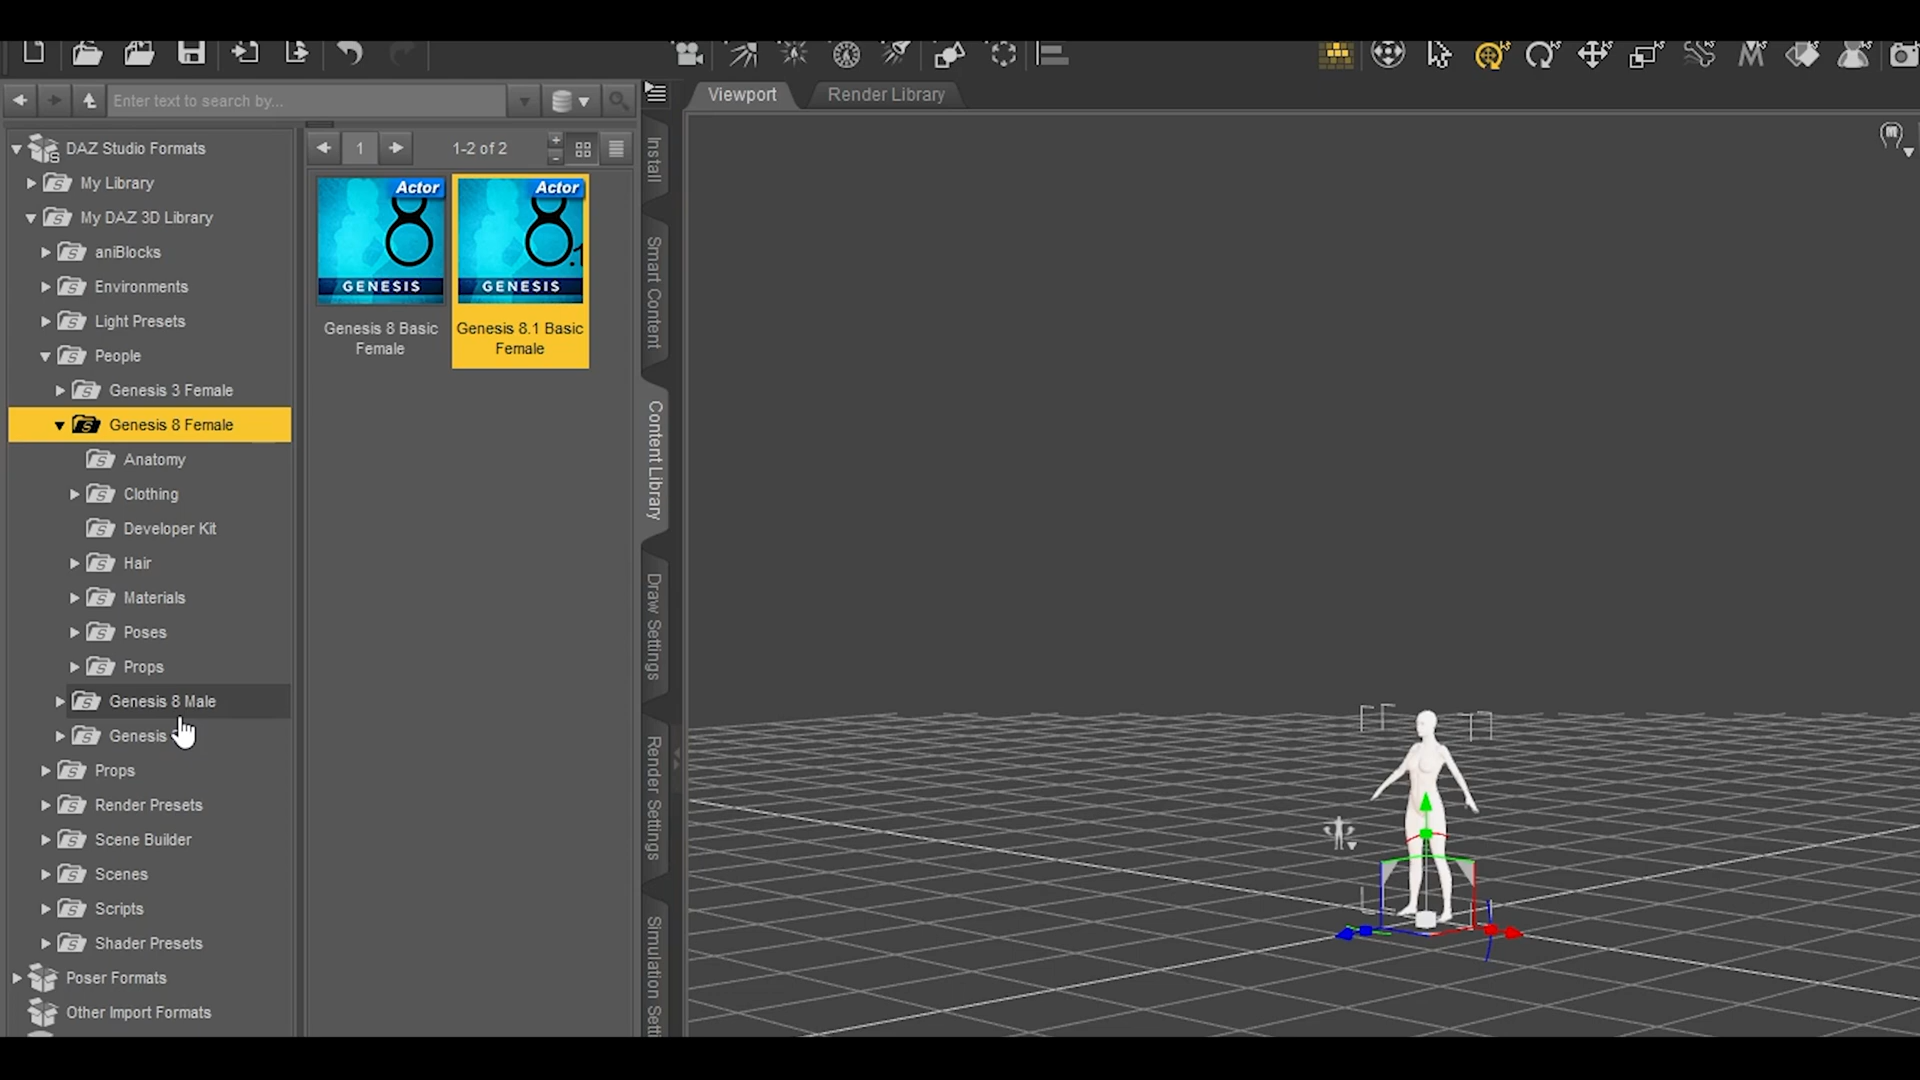 Enter text to search by...
Viewport
Render Library
DAZ Studio Formats
My Library
My DAZ 3D Library
aniBlocks
Environments
Light Presets
People
Genesis 3 Female
Genesis 8 Female
Anatomy
Clothing
Developer Kit
Hair
Materials
Poses
Props
Genesis 8 Male
Genesis
Props
Render Presets
Scene Builder
Scenes
Scripts
Shader Presets
Poser Formats
Other Import Formats
1
1-2 of 2
Actor
8
GENESIS
Genesis 8 Basic
Female
Actor
8.1
GENESIS
Genesis 8.1 Basic
Female
Install
Smart Content
Content Library
Draw Settings
Render Settings
Simulation Setti